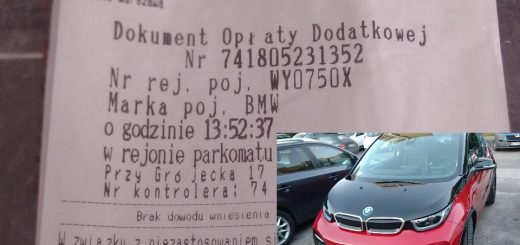 Warszawa
Dokument Opłaty Dodatkowej
Nr 741805231352
Nr rej. poj. WY0750X
Marka poj. BMW
o godzinie 13:52:37
w rejonie parkomatu
Przy Grójecka 17
Nr kontrolera: 74
Brak dowodu wniesienia
W związku z niezastosowaniem s